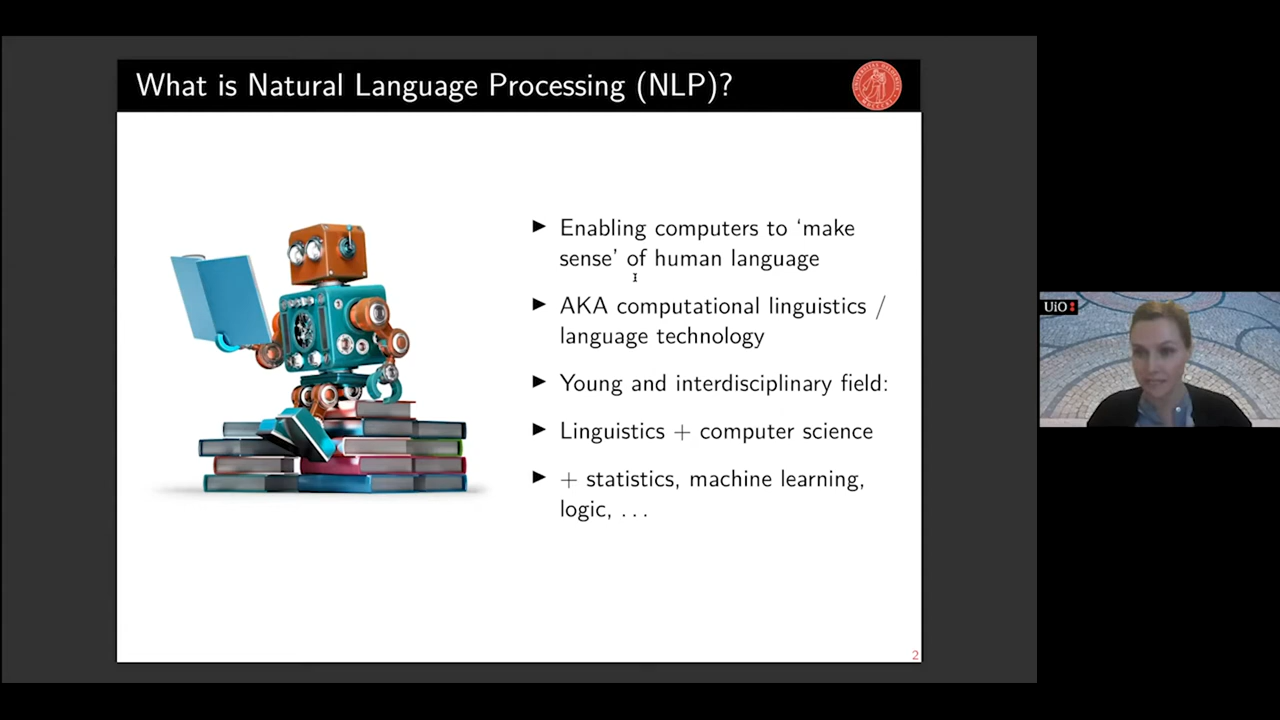 What is Natural Language Processing (NLP)?
▶ Enabling computers to ‘make
sense’ of human language
▶ AKA computational linguistics /
language technology
▶ Young and interdisciplinary field:
▶ Linguistics + computer science
▶ + statistics, machine learning,
logic, . . .
2
UiO